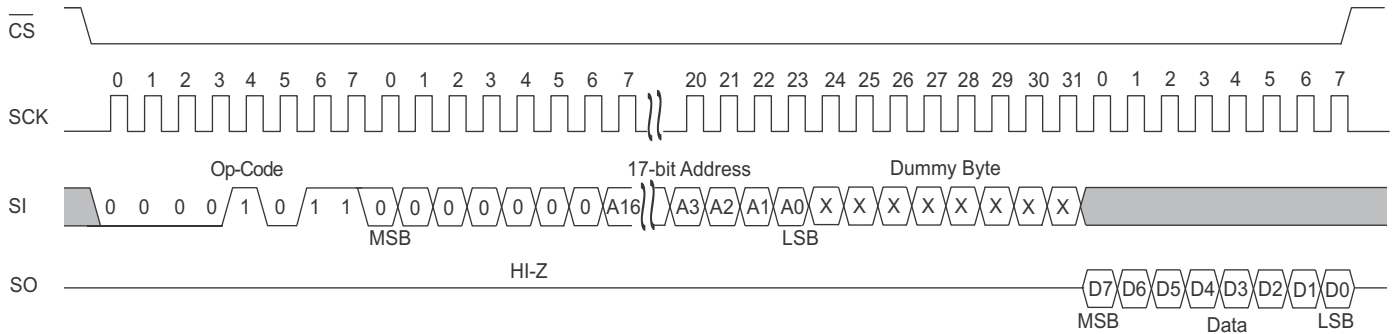 CS
0 1 2 3 4 5 6 7 0 1 2 3 4 5 6 7 20 21 22 23 24 25 26 27 28 29 30 31 0 1 2 3 4 5 6 7
SCK
Op-Code 17-bit Address Dummy Byte
SI 0 0 0 0 1 0 1 1 0 0 0 0 0 0 0 A16 A3 A2 A1 A0 X X X X X X X X
MSB LSB
HI-Z
SO D7 D6 D5 D4 D3 D2 D1 D0
MSB Data LSB